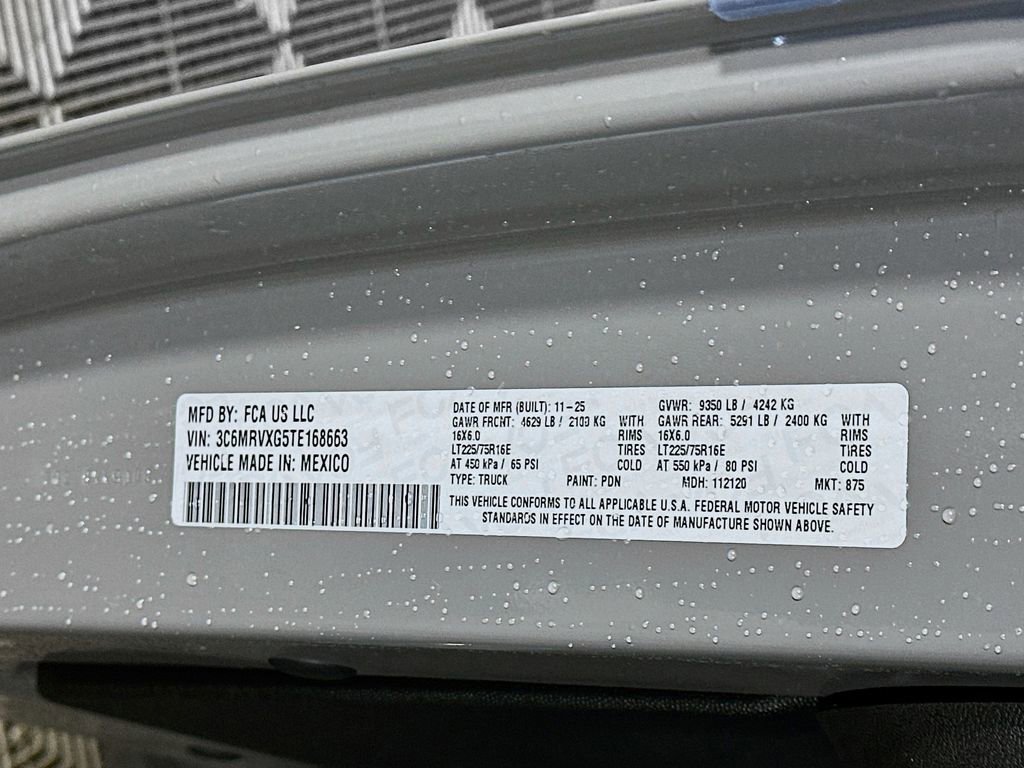 MFD BY: FCA US LLC
VIN: 3C6MRVXG5TE168663
VEHICLE MADE IN: MEXICO
DATE OF MFR (BUILT): 11-25 GVWR: 9350 LB / 4242 KG
GAWR FRONT: 4629 LB / 2100 KG WITH GAWR REAR: 5291 LB / 2400 KG WITH
16X6.0 RIMS 16X6.0 RIMS
LT225/75R16E TIRES LT225/75R16E TIRES
AT 450 kPa / 65 PSI COLD AT 550 kPa / 80 PSI COLD
TYPE: TRUCK PAINT: PDN MDH: 112120 MKT: 875
THIS VEHICLE CONFORMS TO ALL APPLICABLE U.S.A. FEDERAL MOTOR VEHICLE SAFETY
STANDARDS IN EFFECT ON THE DATE OF MANUFACTURE SHOWN ABOVE.